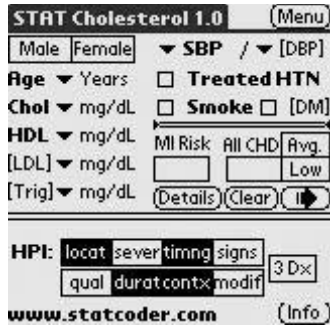 STAT Cholesterol 1.0 Menu
Male Female SBP / [DBP]
Age Years Treated HTN
Chol mg/dL Smoke [DM]
HDL mg/dL MI Risk All CHD Avg.
[LDL] mg/dL Low
[Trig] mg/dL Details Clear
HPI: locat sever timng signs 3 Dx
qual durat contx modif
www.statcoder.com Info